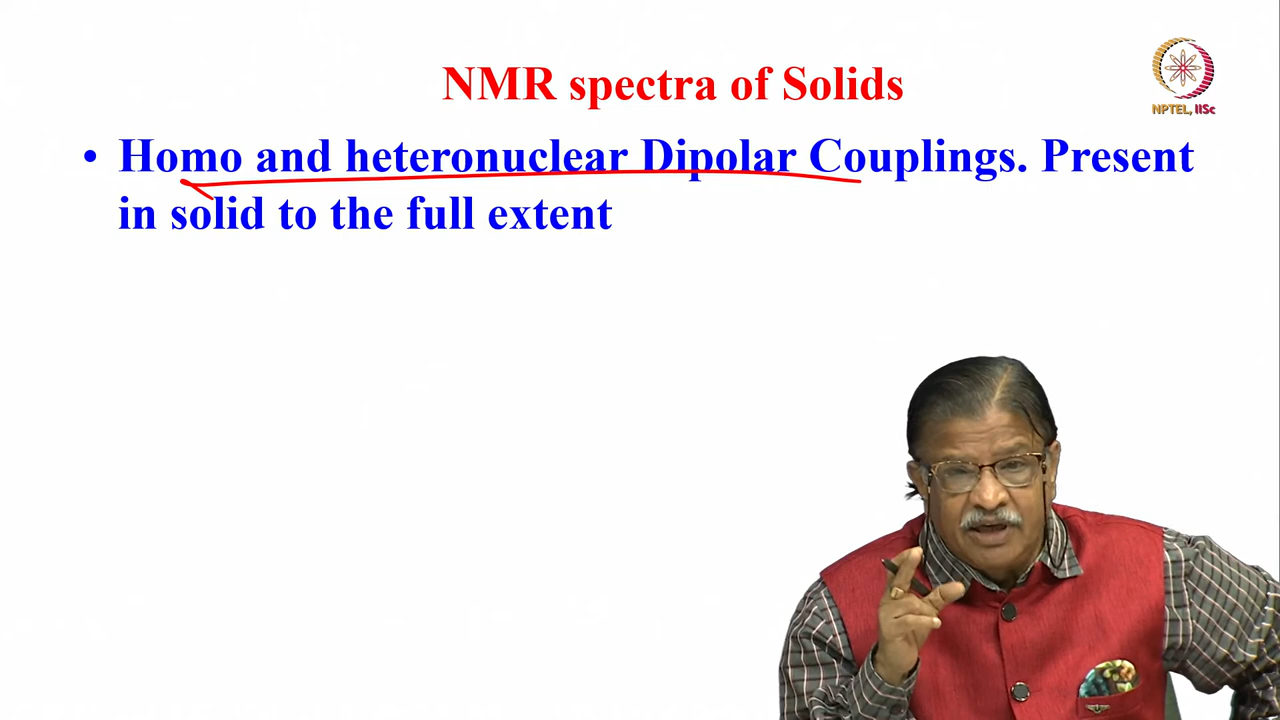 NMR spectra of Solids
NPTEL, IISc
• Homo and heteronuclear Dipolar Couplings. Present
in solid to the full extent